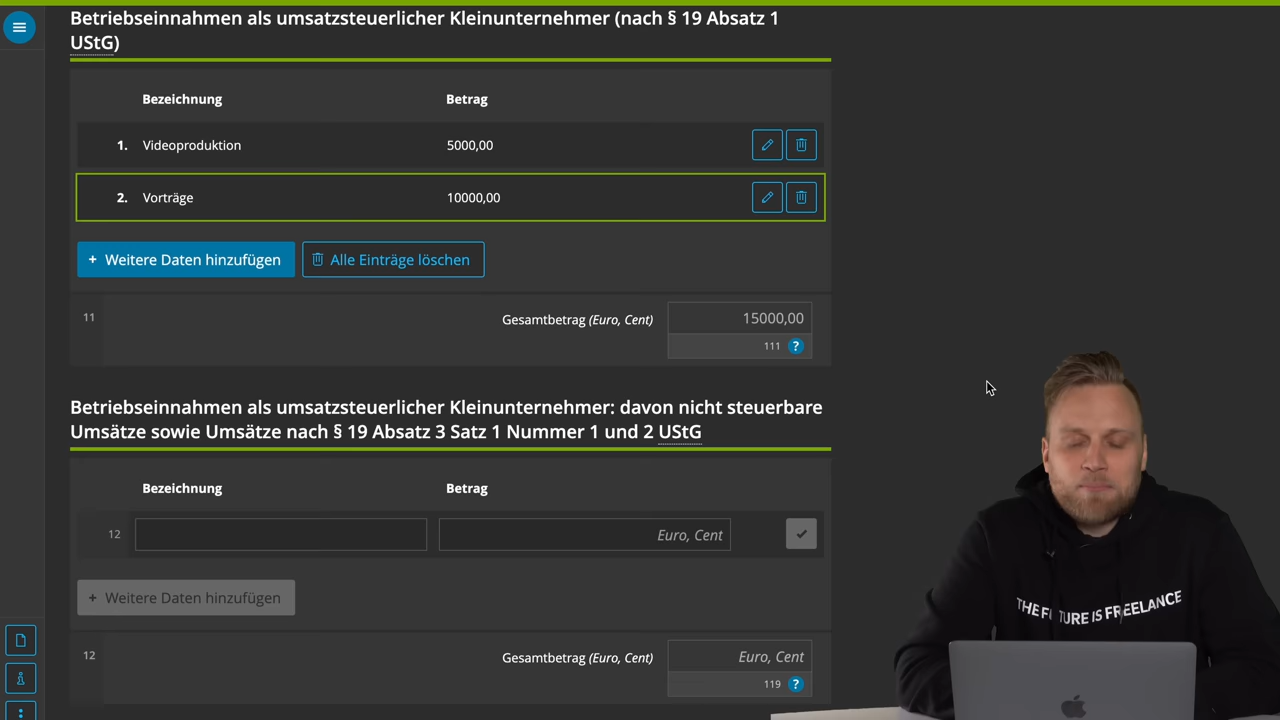 Betriebseinnahmen als umsatzsteuerlicher Kleinunternehmer (nach § 19 Absatz 1
UStG)
Bezeichnung Betrag
1. Videoproduktion 5000,00
2. Vorträge 10000,00
+ Weitere Daten hinzufügen Alle Einträge löschen
11 Gesamtbetrag (Euro, Cent) 15000,00
111 ?
Betriebseinnahmen als umsatzsteuerlicher Kleinunternehmer: davon nicht steuerbare
Umsätze sowie Umsätze nach § 19 Absatz 3 Satz 1 Nummer 1 und 2 UStG
Bezeichnung Betrag
12 Euro, Cent
+ Weitere Daten hinzufügen
12 Gesamtbetrag (Euro, Cent) Euro, Cent
119 ?
THE FUTURE IS FREELANCE